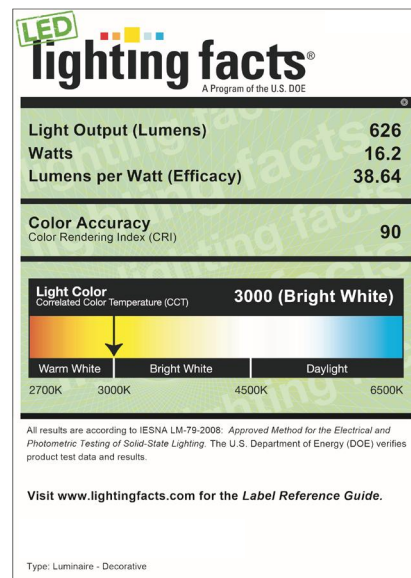 LED
lighting facts®
A Program of the U.S. DOE
Light Output (Lumens) 626
Watts 16.2
Lumens per Watt (Efficacy) 38.64
Color Accuracy 90
Color Rendering Index (CRI)
Light Color 3000 (Bright White)
Correlated Color Temperature (CCT)
Warm White Bright White Daylight
2700K 3000K 4500K 6500K
All results are according to IESNA LM-79-2008: Approved Method for the Electrical and
Photometric Testing of Solid-State Lighting. The U.S. Department of Energy (DOE) verifies
product test data and results.
Visit www.lightingfacts.com for the Label Reference Guide.
Type: Luminaire - Decorative